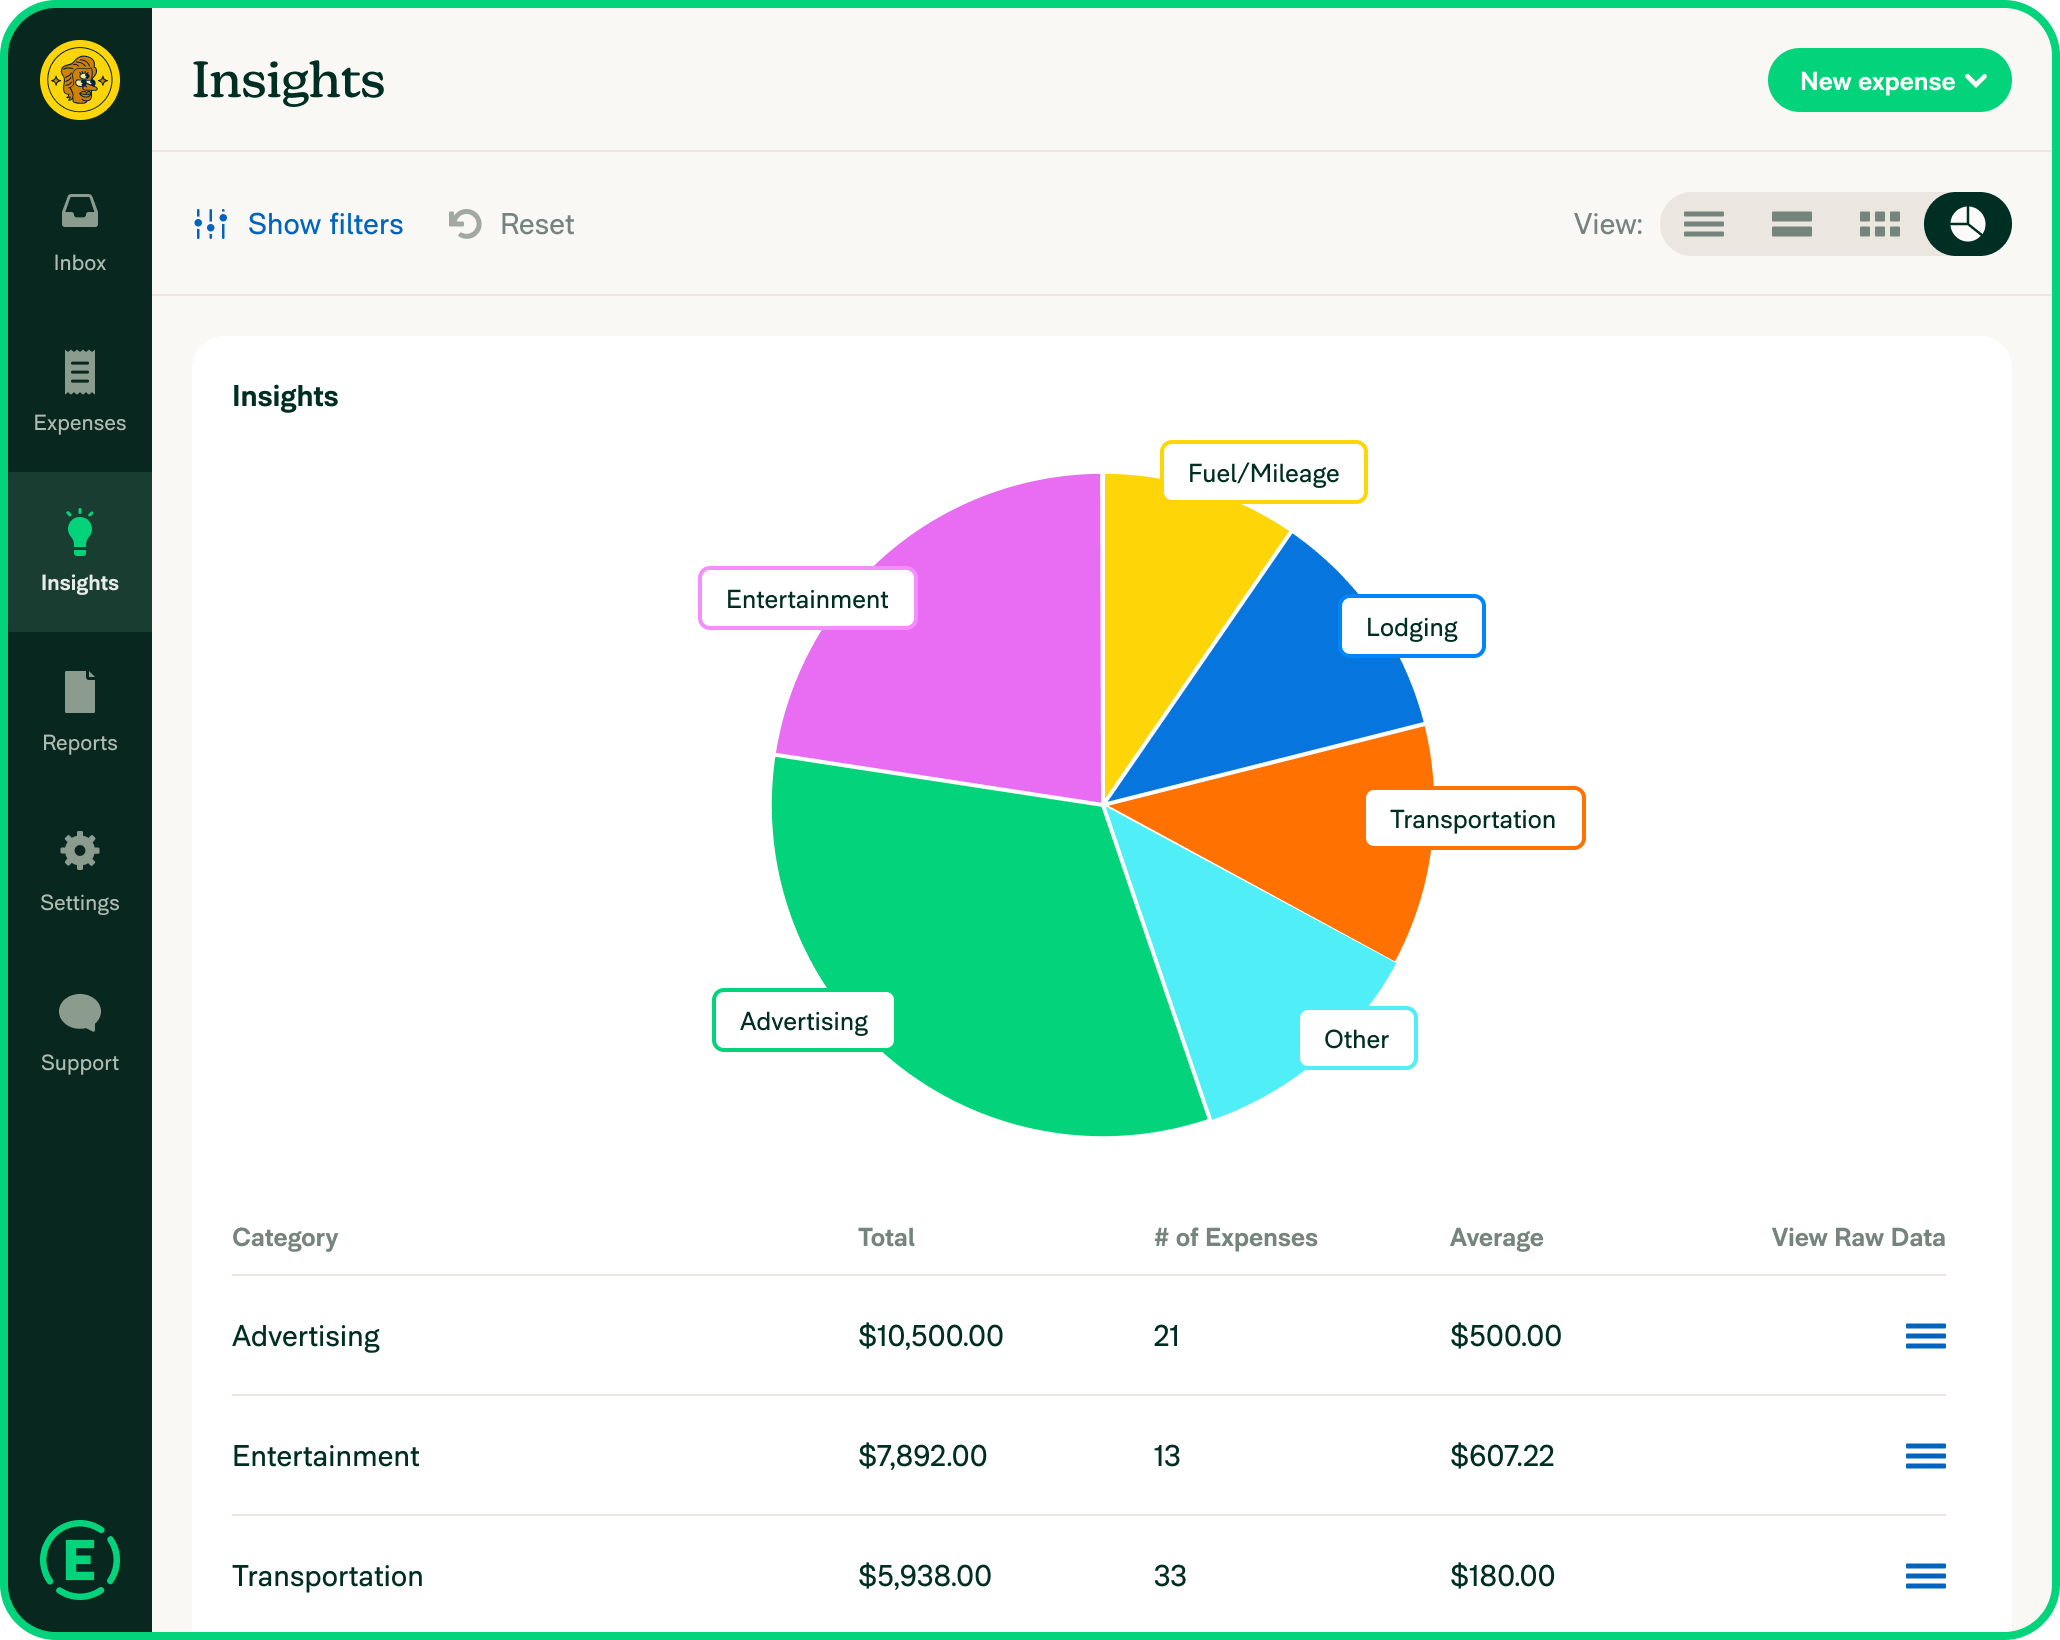 Insights
New expense
Inbox
Show filters
Reset
View:
Expenses
Insights
Insights
Reports
Settings
Support
Fuel/Mileage
Entertainment
Lodging
Transportation
Advertising
Other
Category Total # of Expenses Average View Raw Data
Advertising $10,500.00 21 $500.00
Entertainment $7,892.00 13 $607.22
Transportation $5,938.00 33 $180.00
E